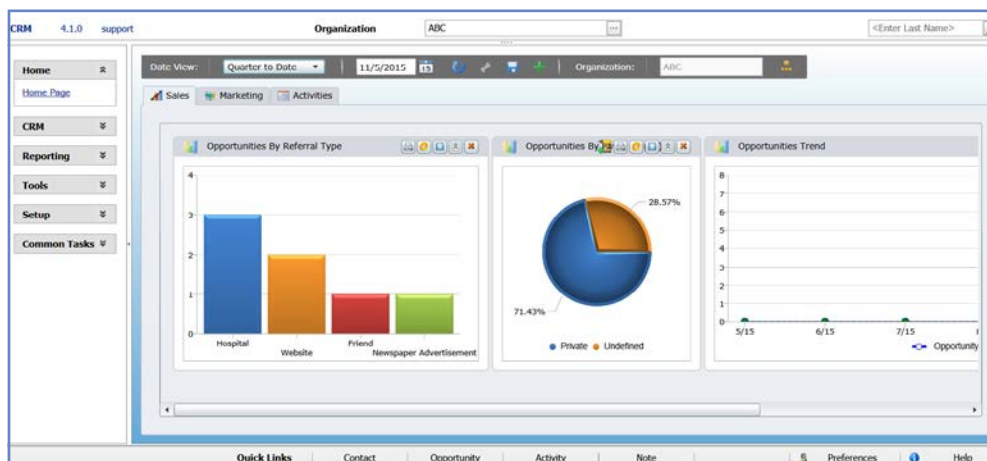 CRM 4.1.0 support Organization ABC ... <Enter Last Name>
Home
Home Page
CRM
Reporting
Tools
Setup
Common Tasks
Date View: Quarter to Date 11/5/2015 15 Organization: ABC
Sales Marketing Activities
Opportunities By Referral Type
4
3
2
1
0
Hospital
Website
Friend
Newspaper Advertisement
Opportunities By
28.57%
71.43%
Private Undefined
Opportunities Trend
8
7
6
5
4
3
2
1
0
5/15 6/15 7/15
Opportunity
Quick Links Contact Opportunity Activity Note Preferences Help